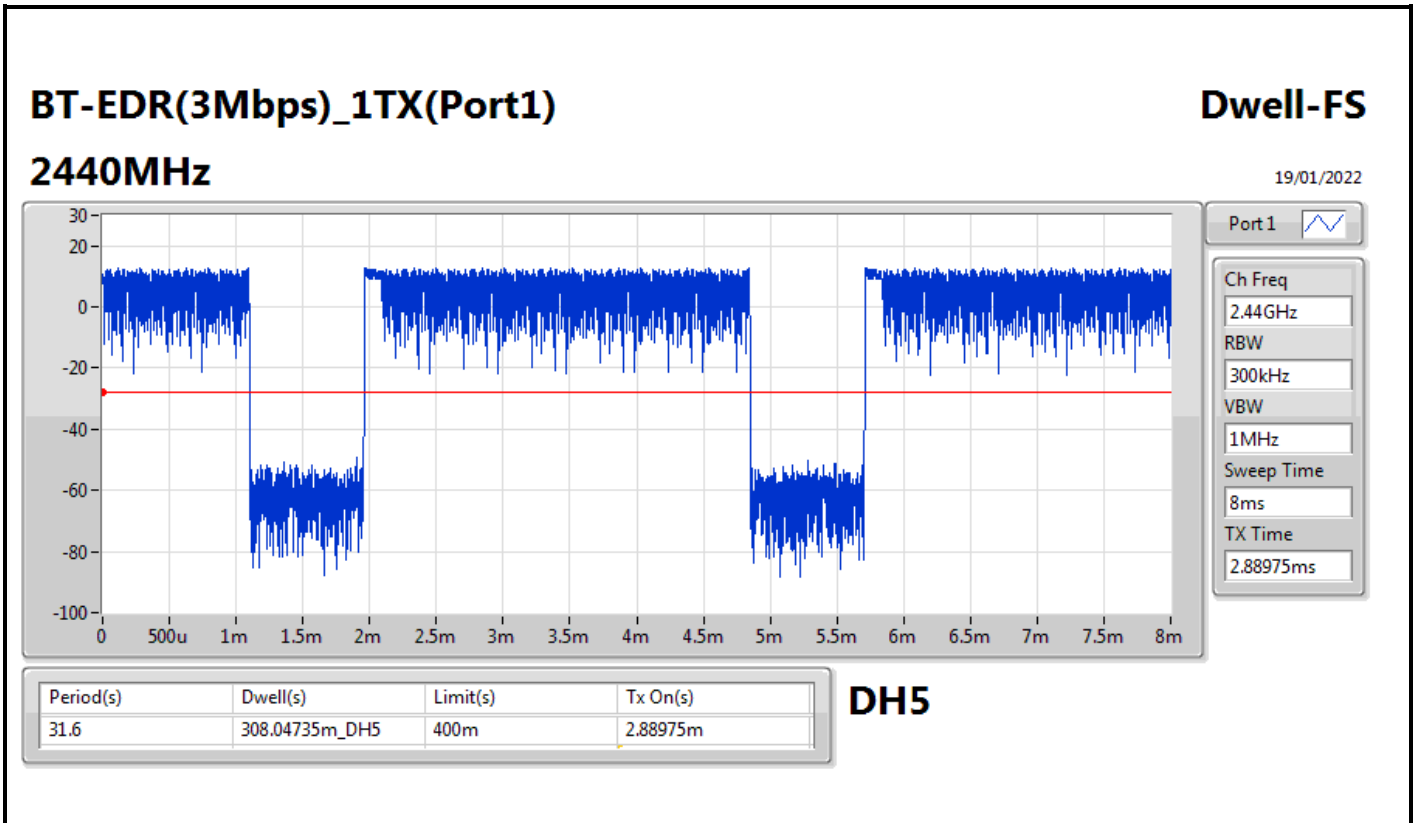 BT-EDR(3Mbps)_1TX(Port1)
Dwell-FS
2440MHz
19/01/2022
30
20
0
-20
-40
-60
-80
-100
0 500u 1m 1.5m 2m 2.5m 3m 3.5m 4m 4.5m 5m 5.5m 6m 6.5m 7m 7.5m 8m
Port 1
Ch Freq
2.44GHz
RBW
300kHz
VBW
1MHz
Sweep Time
8ms
TX Time
2.88975ms
Period(s) Dwell(s) Limit(s) Tx On(s)
31.6 308.04735m_DH5 400m 2.88975m
DH5